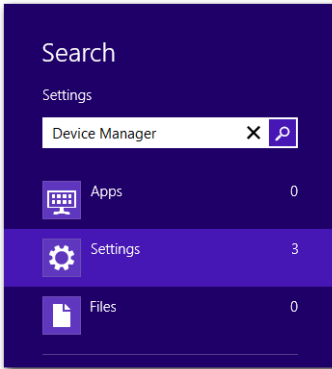 Search
Settings
Device Manager
Apps 0
Settings 3
Files 0